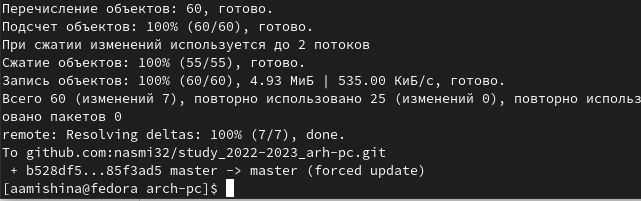 Перечисление объектов: 60, готово.
Подсчет объектов: 100% (60/60), готово.
При сжатии изменений используется до 2 потоков
Сжатие объектов: 100% (55/55), готово.
Запись объектов: 100% (60/60), 4.93 МиБ | 535.00 КиБ/с, готово.
Всего 60 (изменений 7), повторно использовано 25 (изменений 0), повторно использ
овано пакетов 0
remote: Resolving deltas: 100% (7/7), done.
To github.com:nasmi32/study_2022-2023_arh-pc.git
 + b528df5...85f3ad5 master -> master (forced update)
[aamishina@fedora arch-pc]$